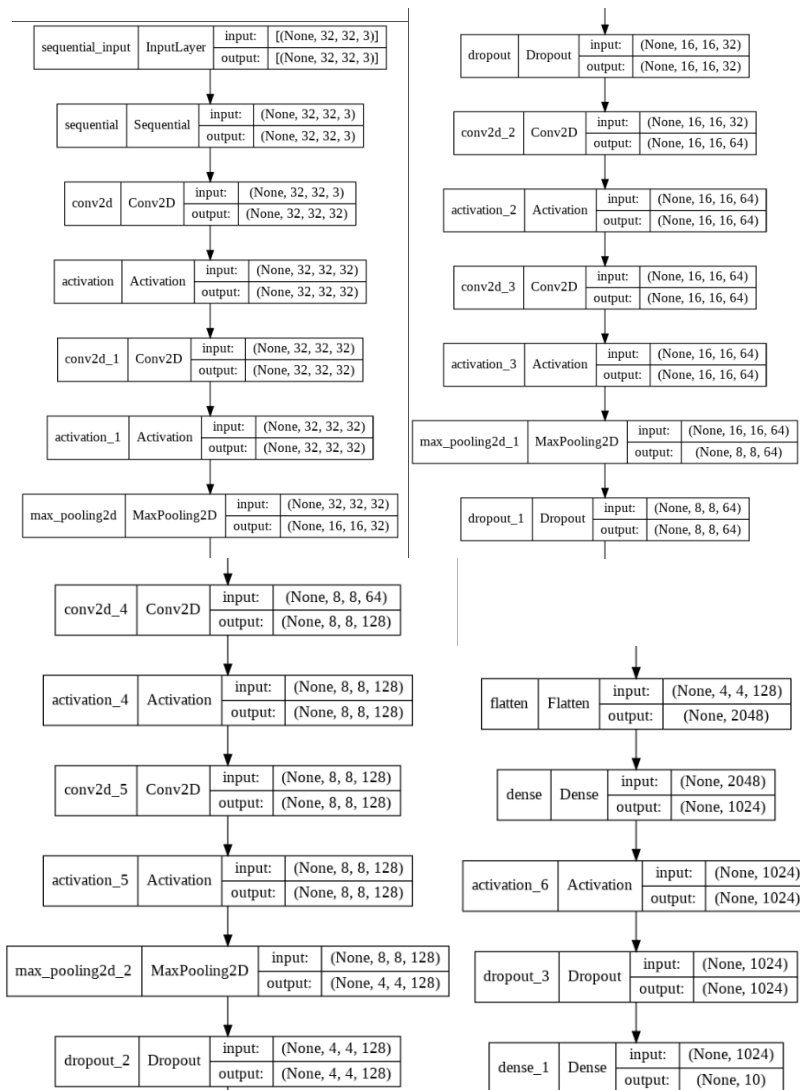 sequential_input InputLayer input: [(None, 32, 32, 3)]
output: [(None, 32, 32, 3)]
sequential Sequential input: (None, 32, 32, 3)
output: (None, 32, 32, 3)
conv2d Conv2D input: (None, 32, 32, 3)
output: (None, 32, 32, 32)
activation Activation input: (None, 32, 32, 32)
output: (None, 32, 32, 32)
conv2d_1 Conv2D input: (None, 32, 32, 32)
output: (None, 32, 32, 32)
activation_1 Activation input: (None, 32, 32, 32)
output: (None, 32, 32, 32)
max_pooling2d MaxPooling2D input: (None, 32, 32, 32)
output: (None, 16, 16, 32)
dropout Dropout input: (None, 16, 16, 32)
output: (None, 16, 16, 32)
conv2d_2 Conv2D input: (None, 16, 16, 32)
output: (None, 16, 16, 64)
activation_2 Activation input: (None, 16, 16, 64)
output: (None, 16, 16, 64)
conv2d_3 Conv2D input: (None, 16, 16, 64)
output: (None, 16, 16, 64)
activation_3 Activation input: (None, 16, 16, 64)
output: (None, 16, 16, 64)
max_pooling2d_1 MaxPooling2D input: (None, 16, 16, 64)
output: (None, 8, 8, 64)
dropout_1 Dropout input: (None, 8, 8, 64)
output: (None, 8, 8, 64)
conv2d_4 Conv2D input: (None, 8, 8, 64)
output: (None, 8, 8, 128)
activation_4 Activation input: (None, 8, 8, 128)
output: (None, 8, 8, 128)
conv2d_5 Conv2D input: (None, 8, 8, 128)
output: (None, 8, 8, 128)
activation_5 Activation input: (None, 8, 8, 128)
output: (None, 8, 8, 128)
max_pooling2d_2 MaxPooling2D input: (None, 8, 8, 128)
output: (None, 4, 4, 128)
dropout_2 Dropout input: (None, 4, 4, 128)
output: (None, 4, 4, 128)
flatten Flatten input: (None, 4, 4, 128)
output: (None, 2048)
dense Dense input: (None, 2048)
output: (None, 1024)
activation_6 Activation input: (None, 1024)
output: (None, 1024)
dropout_3 Dropout input: (None, 1024)
output: (None, 1024)
dense_1 Dense input: (None, 1024)
output: (None, 10)